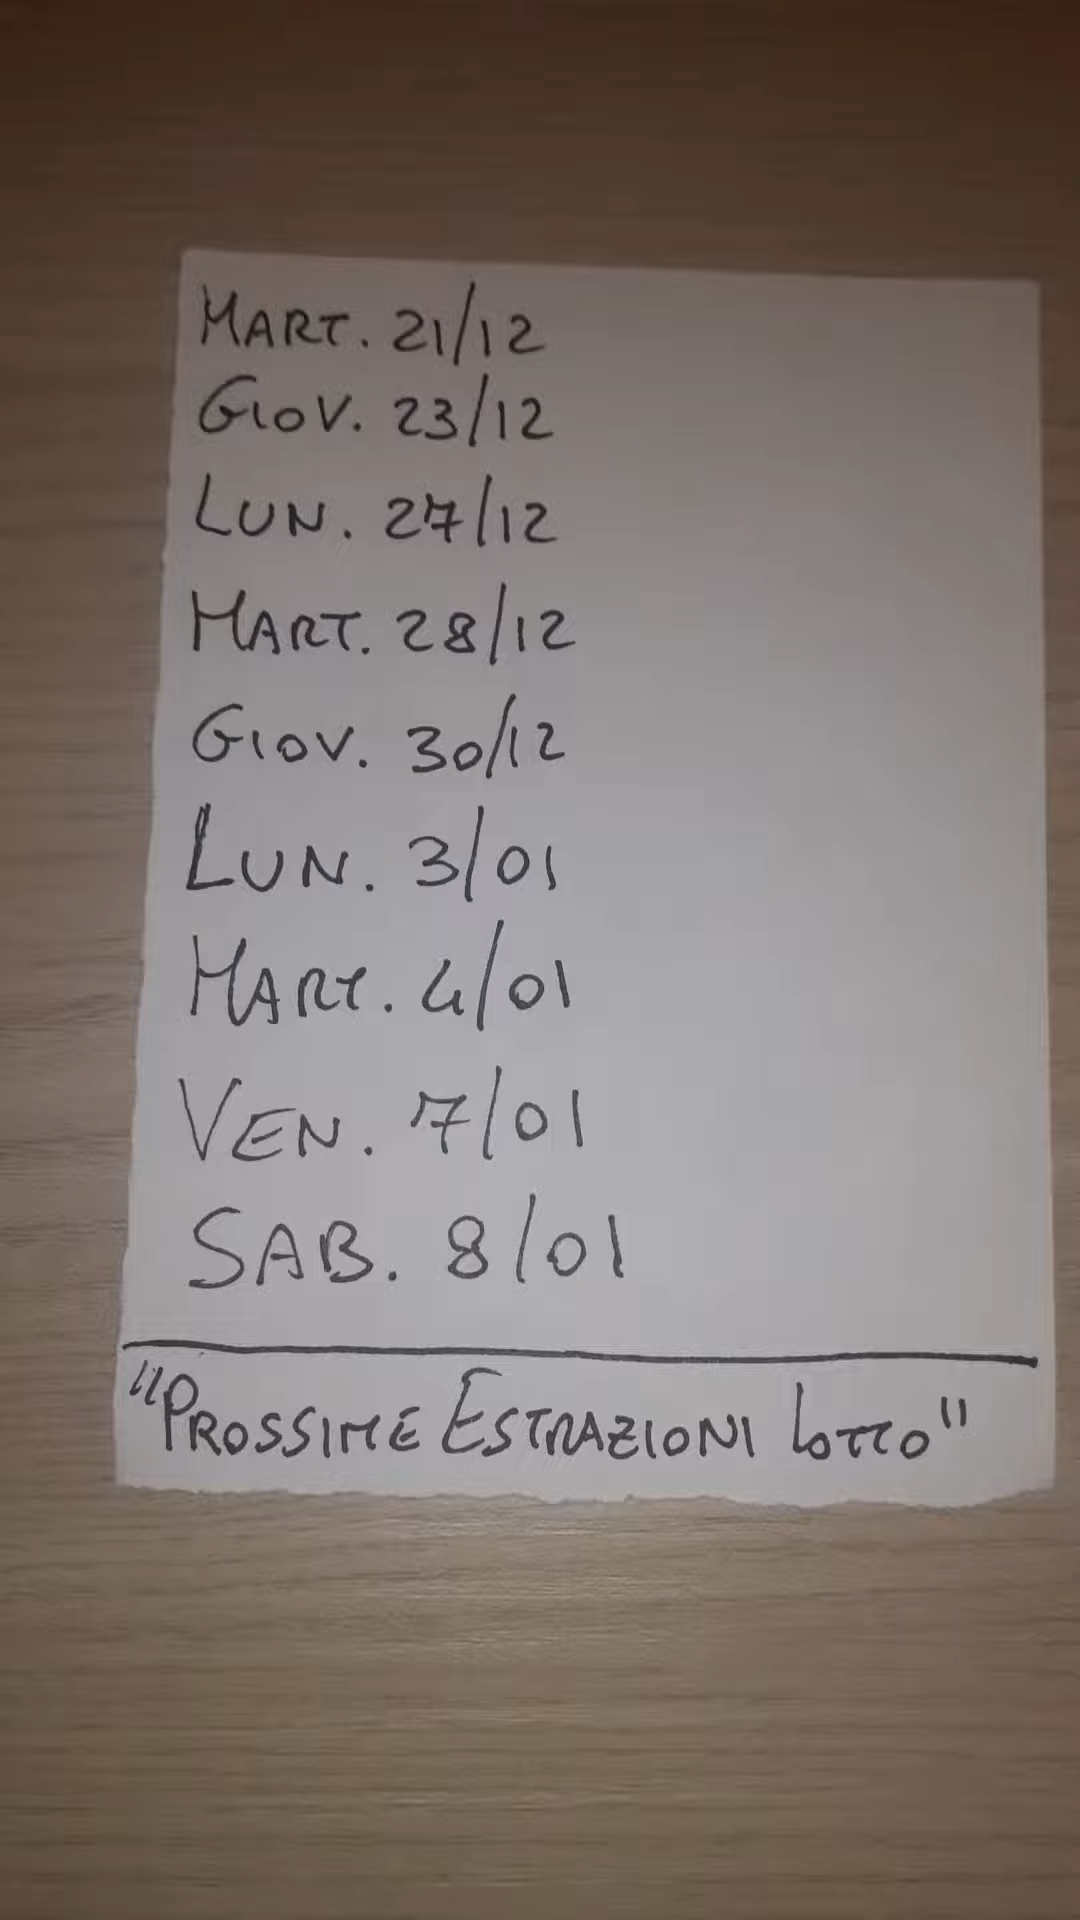 MART. 21/12
GIOV. 23/12
LUN. 27/12
MART. 28/12
GIOV. 30/12
LUN. 3/01
MART. 4/01
VEN. 7/01
SAB. 8/01
"PROSSIME ESTRAZIONI LOTTO"